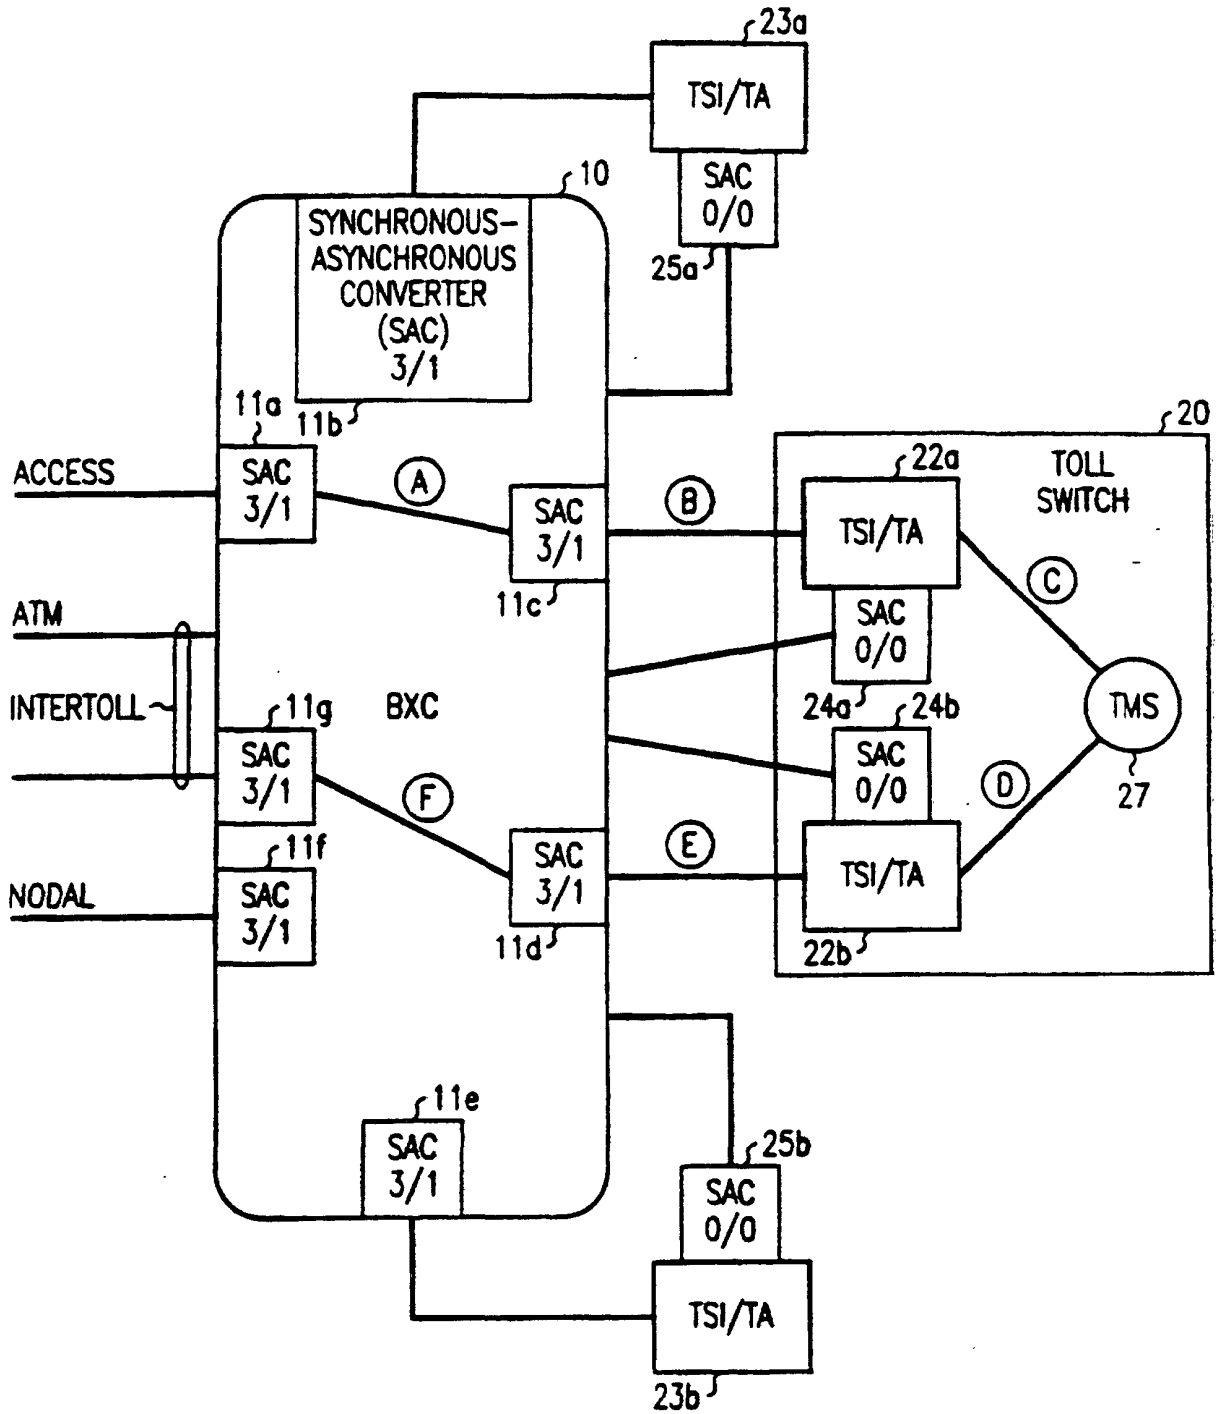 23a
TSI/TA
SAC
0/0
25a
10
SYNCHRONOUS-
ASYNCHRONOUS
CONVERTER
(SAC)
3/1
11b
11a
ACCESS
SAC
3/1
A
SAC
3/1
11c
B
20
TOLL
SWITCH
22a
TSI/TA
SAC
0/0
24a
C
ATM
INTERTOLL
11g
SAC
3/1
BXC
F
24b
SAC
0/0
TMS
27
D
E
TSI/TA
22b
SAC
3/1
11d
11f
NODAL
SAC
3/1
11e
SAC
3/1
25b
SAC
0/0
TSI/TA
23b